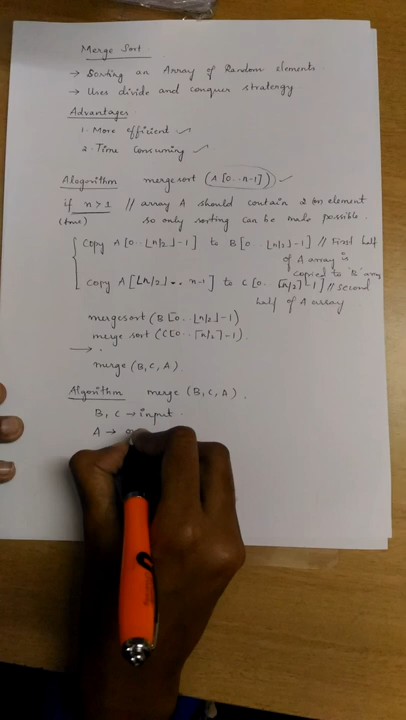 Merge Sort
→ Sorting an Array of Random elements.
→ Uses divide and conquer stratergy.
Advantages
1. More efficient ✓
2. Time Consuming ✓
Alogorithm mergesort (A[0..n-1]) ✓
if n>1 // array A should contain 2 element
(true) so only sorting can be made possible.
Copy A[0..⌊n/2⌋-1] to B[0..⌊n/2⌋-1] // First half
of A array is
copied to 'B' array
Copy A[⌊n/2⌋..n-1] to C[0..⌈n/2⌉-1] // Second
half of A array
mergesort (B[0..⌊n/2⌋-1)
merge sort (C[0..⌈n/2⌉-1).
→
merge (B,C,A).
Algorithm merge (B,C,A).
B, C → input.
A →